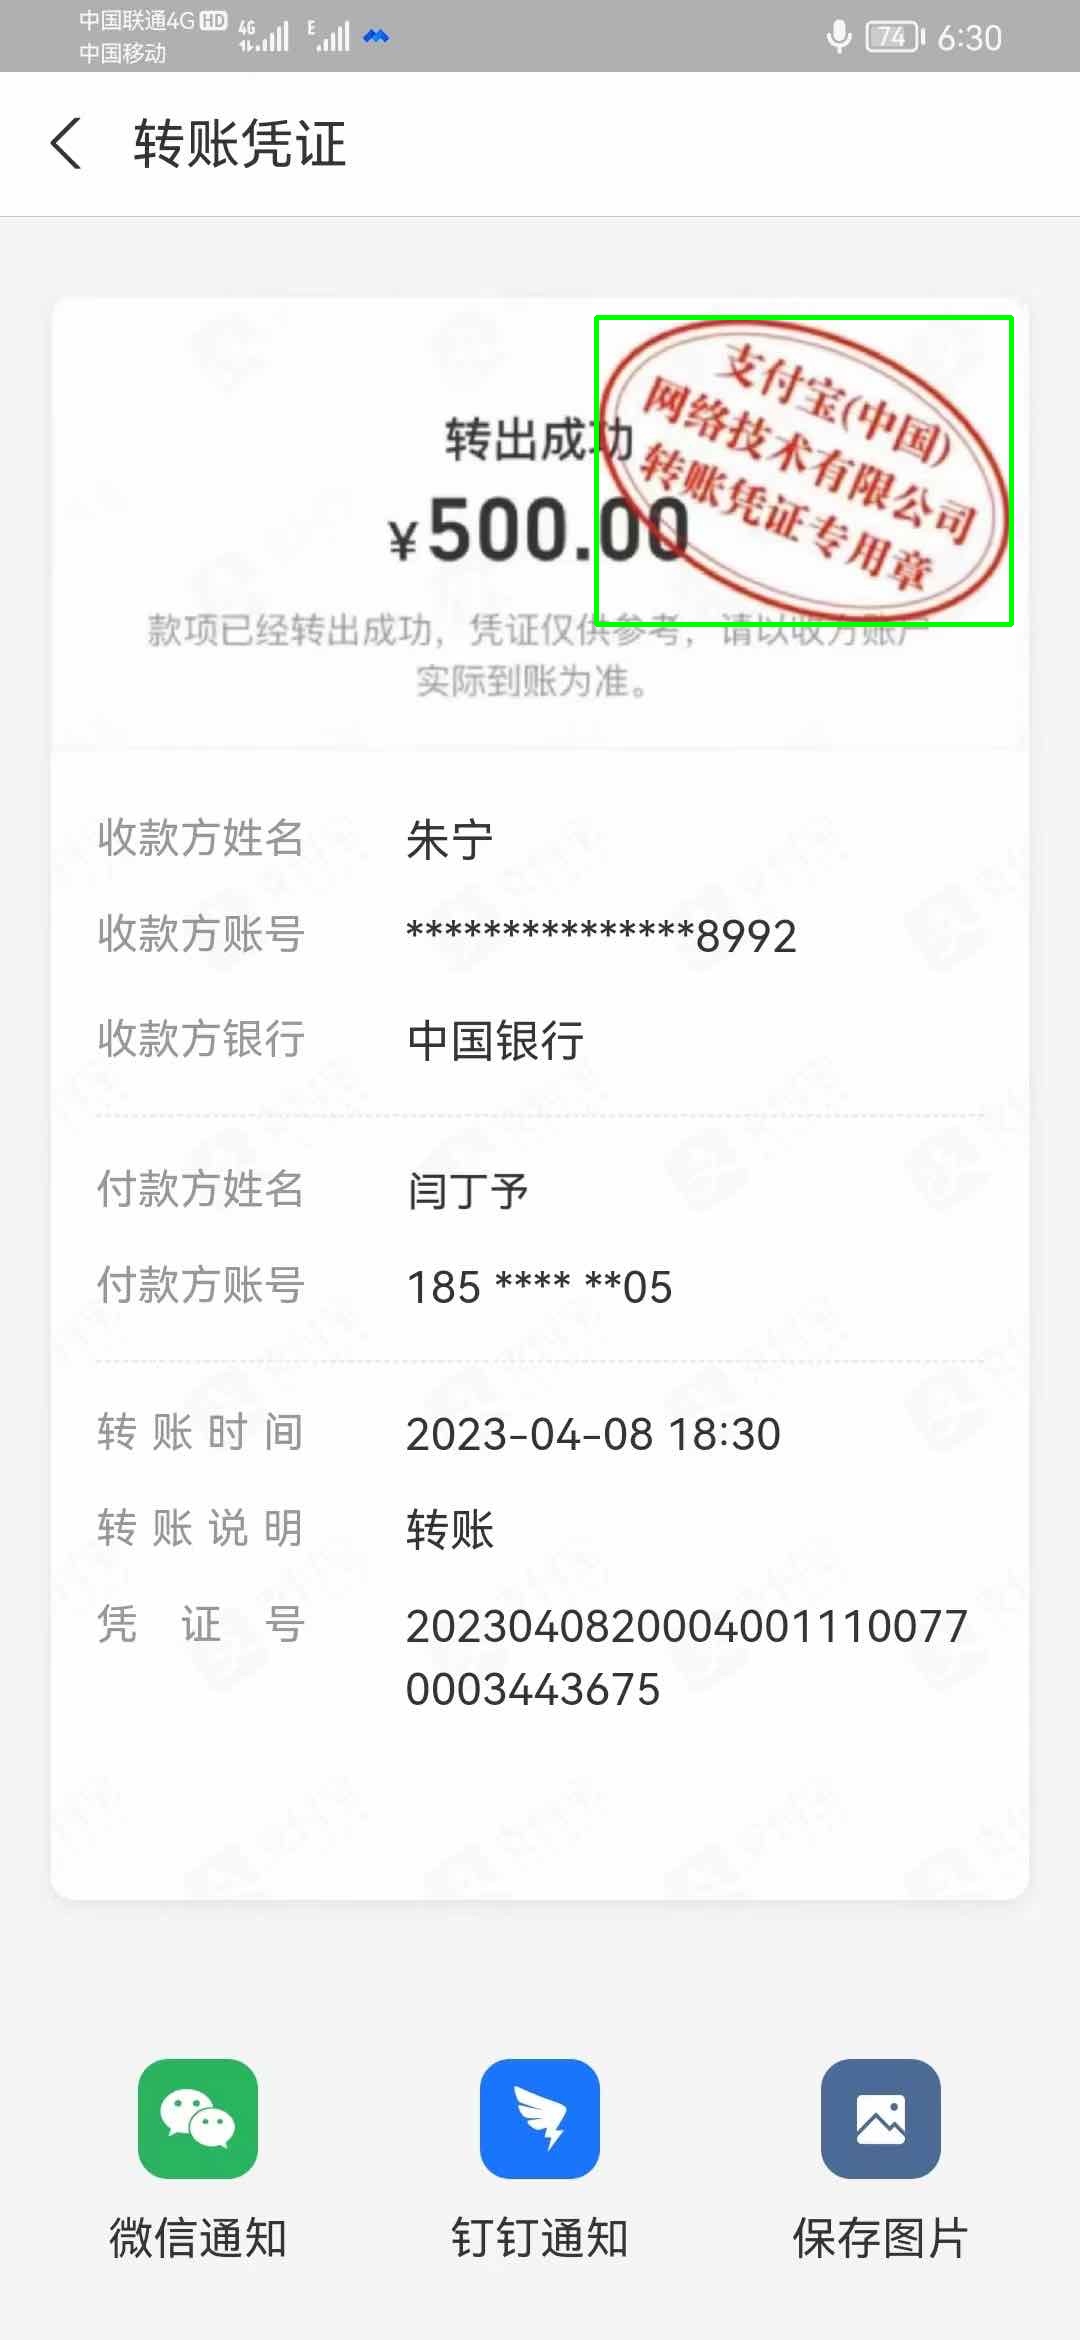 中国联通4G HD
中国移动
4G
E
74
6:30
转账凭证
支付宝(中国)
网络技术有限公司
转账凭证专用章
转出成功
¥500.00
款项已经转出成功，凭证仅供参考，请以收方账户
实际到账为准。
收款方姓名 朱宁
收款方账号 ***************8992
收款方银行 中国银行
付款方姓名 闫丁予
付款方账号 185 **** **05
转账时间 2023-04-08 18:30
转账说明 转账
凭证号 20230408200040011110077
0003443675
微信通知
钉钉通知
保存图片